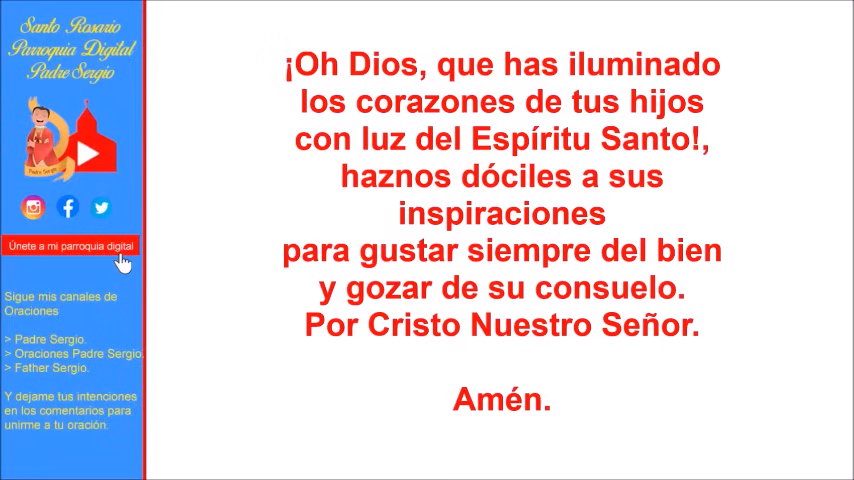 Santo Rosario
Parroquia Digital
Padre Sergio
Padre Sergio
Únete a mi parroquia digital
Sigue mis canales de
Oraciones
> Padre Sergio.
> Oraciones Padre Sergio.
> Father Sergio.
Y dejame tus intenciones
en los comentarios para
unirme a tu oración.
¡Oh Dios, que has iluminado
los corazones de tus hijos
con luz del Espíritu Santo!,
haznos dóciles a sus
inspiraciones
para gustar siempre del bien
y gozar de su consuelo.
Por Cristo Nuestro Señor.
Amén.